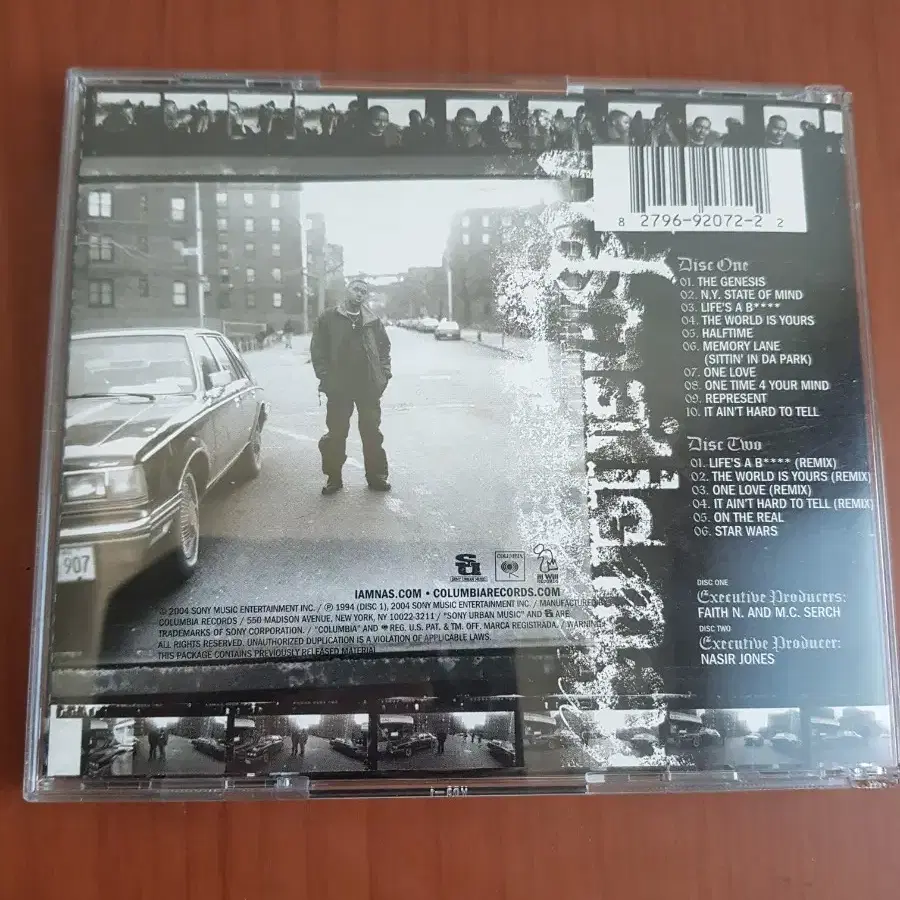 8 2796-92072-2 2
Disc One
01. THE GENESIS
02. N.Y. STATE OF MIND
03. LIFE'S A B****
04. THE WORLD IS YOURS
05. HALFTIME
06. MEMORY LANE
(SITTIN' IN DA PARK)
07. ONE LOVE
08. ONE TIME 4 YOUR MIND
09. REPRESENT
10. IT AIN'T HARD TO TELL
Disc Two
01. LIFE'S A B**** (REMIX)
02. THE WORLD IS YOURS (REMIX)
03. ONE LOVE (REMIX)
04. IT AIN'T HARD TO TELL (REMIX)
05. ON THE REAL
06. STAR WARS
DISC ONE
Executive Producers:
FAITH N. AND M.C. SERCH
DISC TWO
Executive Producer:
NASIR JONES
907
SONY URBAN MUSIC
COLUMBIA
ILL WILL
IAMNAS.COM • COLUMBIARECORDS.COM
© 2004 SONY MUSIC ENTERTAINMENT INC. / ℗ 1994 (DISC 1), 2004 SONY MUSIC ENTERTAINMENT INC. / MANUFACTURED
COLUMBIA RECORDS / 550 MADISON AVENUE, NEW YORK, NY 10022-3211 / "SONY URBAN MUSIC" AND ARE
TRADEMARKS OF SONY CORPORATION. / "COLUMBIA" AND REG. U.S. PAT. & TM. OFF. MARCA REGISTRADA. / WARNING:
ALL RIGHTS RESERVED. UNAUTHORIZED DUPLICATION IS A VIOLATION OF APPLICABLE LAWS.
THIS PACKAGE CONTAINS PREVIOUSLY RELEASED MATERIAL